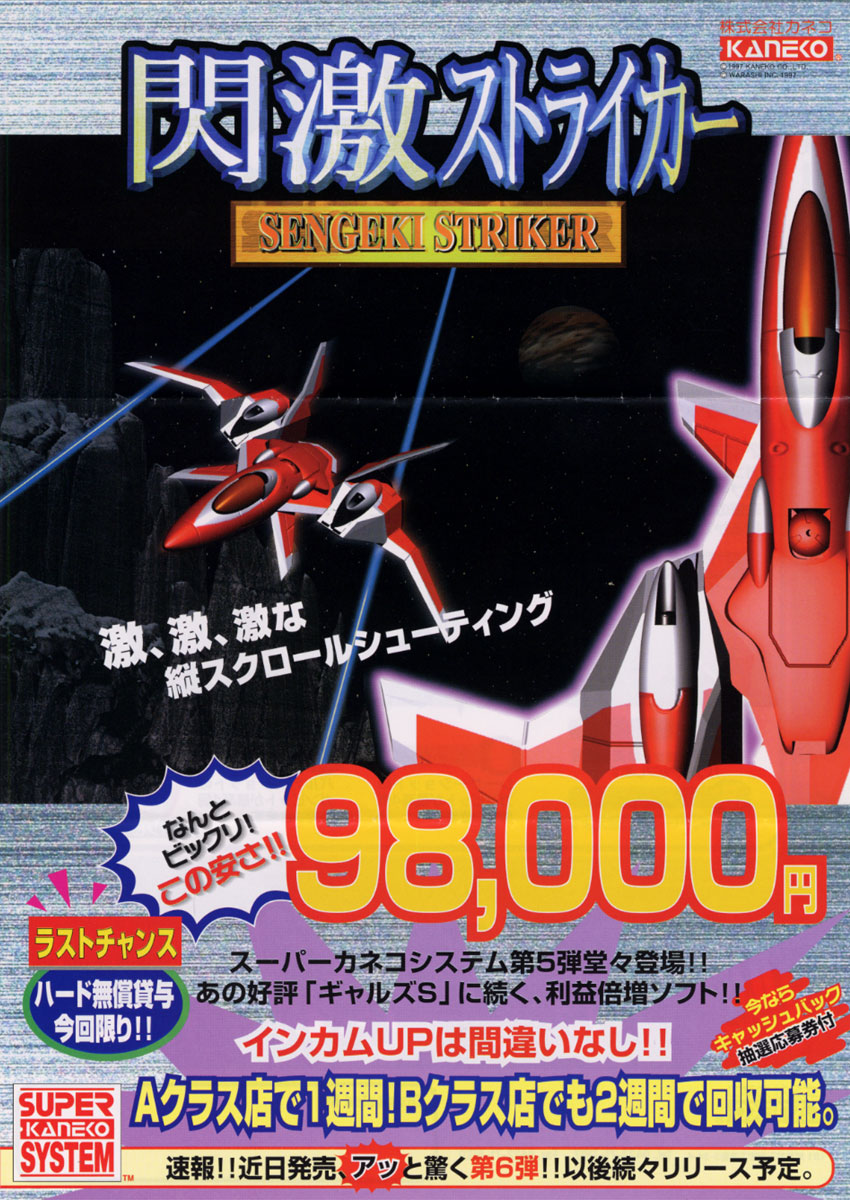 株式会社カネコ
KANEKO
©1997 KANEKO CO.,LTD.
©WARASHI INC. 1997
閃激ストライカー
SENGEKI STRIKER
激、激、激な
縦スクロールシューティング
なんと
ビックリ!
この安さ!!
98,000円
ラストチャンス
ハード無償貸与
今回限り!!
スーパーカネコシステム第5弾堂々登場!!
あの好評「ギャルズS」に続く、利益倍増ソフト!!
今なら
キャッシュバック
抽選応募券付
インカムUPは間違いなし!!
Aクラス店で1週間!Bクラス店でも2週間で回収可能。
SUPER
KANEKO
SYSTEM
TM
速報!!近日発売、アッと驚く第6弾!!以後続々リリース予定。